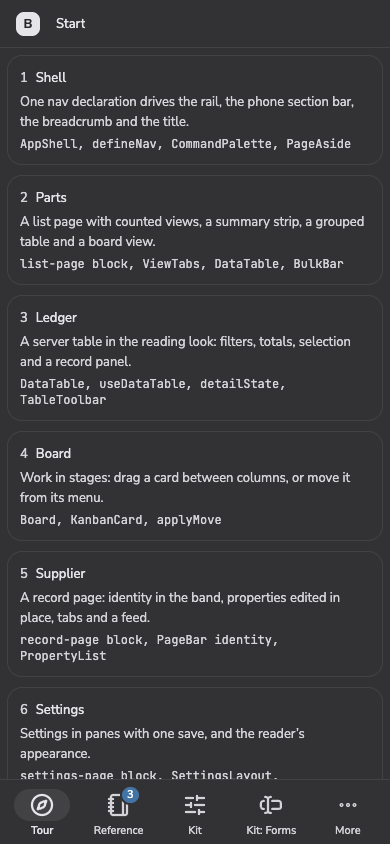 B Start
1 Shell
One nav declaration drives the rail, the phone section bar,
the breadcrumb and the title.
AppShell, defineNav, CommandPalette, PageAside
2 Parts
A list page with counted views, a summary strip, a grouped
table and a board view.
list-page block, ViewTabs, DataTable, BulkBar
3 Ledger
A server table in the reading look: filters, totals, selection
and a record panel.
DataTable, useDataTable, detailState,
TableToolbar
4 Board
Work in stages: drag a card between columns, or move it
from its menu.
Board, KanbanCard, applyMove
5 Supplier
A record page: identity in the band, properties edited in
place, tabs and a feed.
record-page block, PageBar identity,
PropertyList
6 Settings
Settings in panes with one save, and the reader’s
appearance.
settings-page block, SettingsLayout,
3
Tour Reference Kit Kit: Forms More